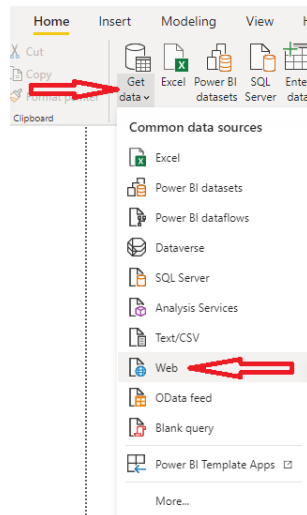 Home Insert Modeling View
Cut
Copy
Format painter
Clipboard
Get data
Excel
Power BI datasets
SQL Server
Common data sources
Excel
Power BI datasets
Power BI dataflows
Dataverse
SQL Server
Analysis Services
Text/CSV
Web
OData feed
Blank query
Power BI Template Apps
More...